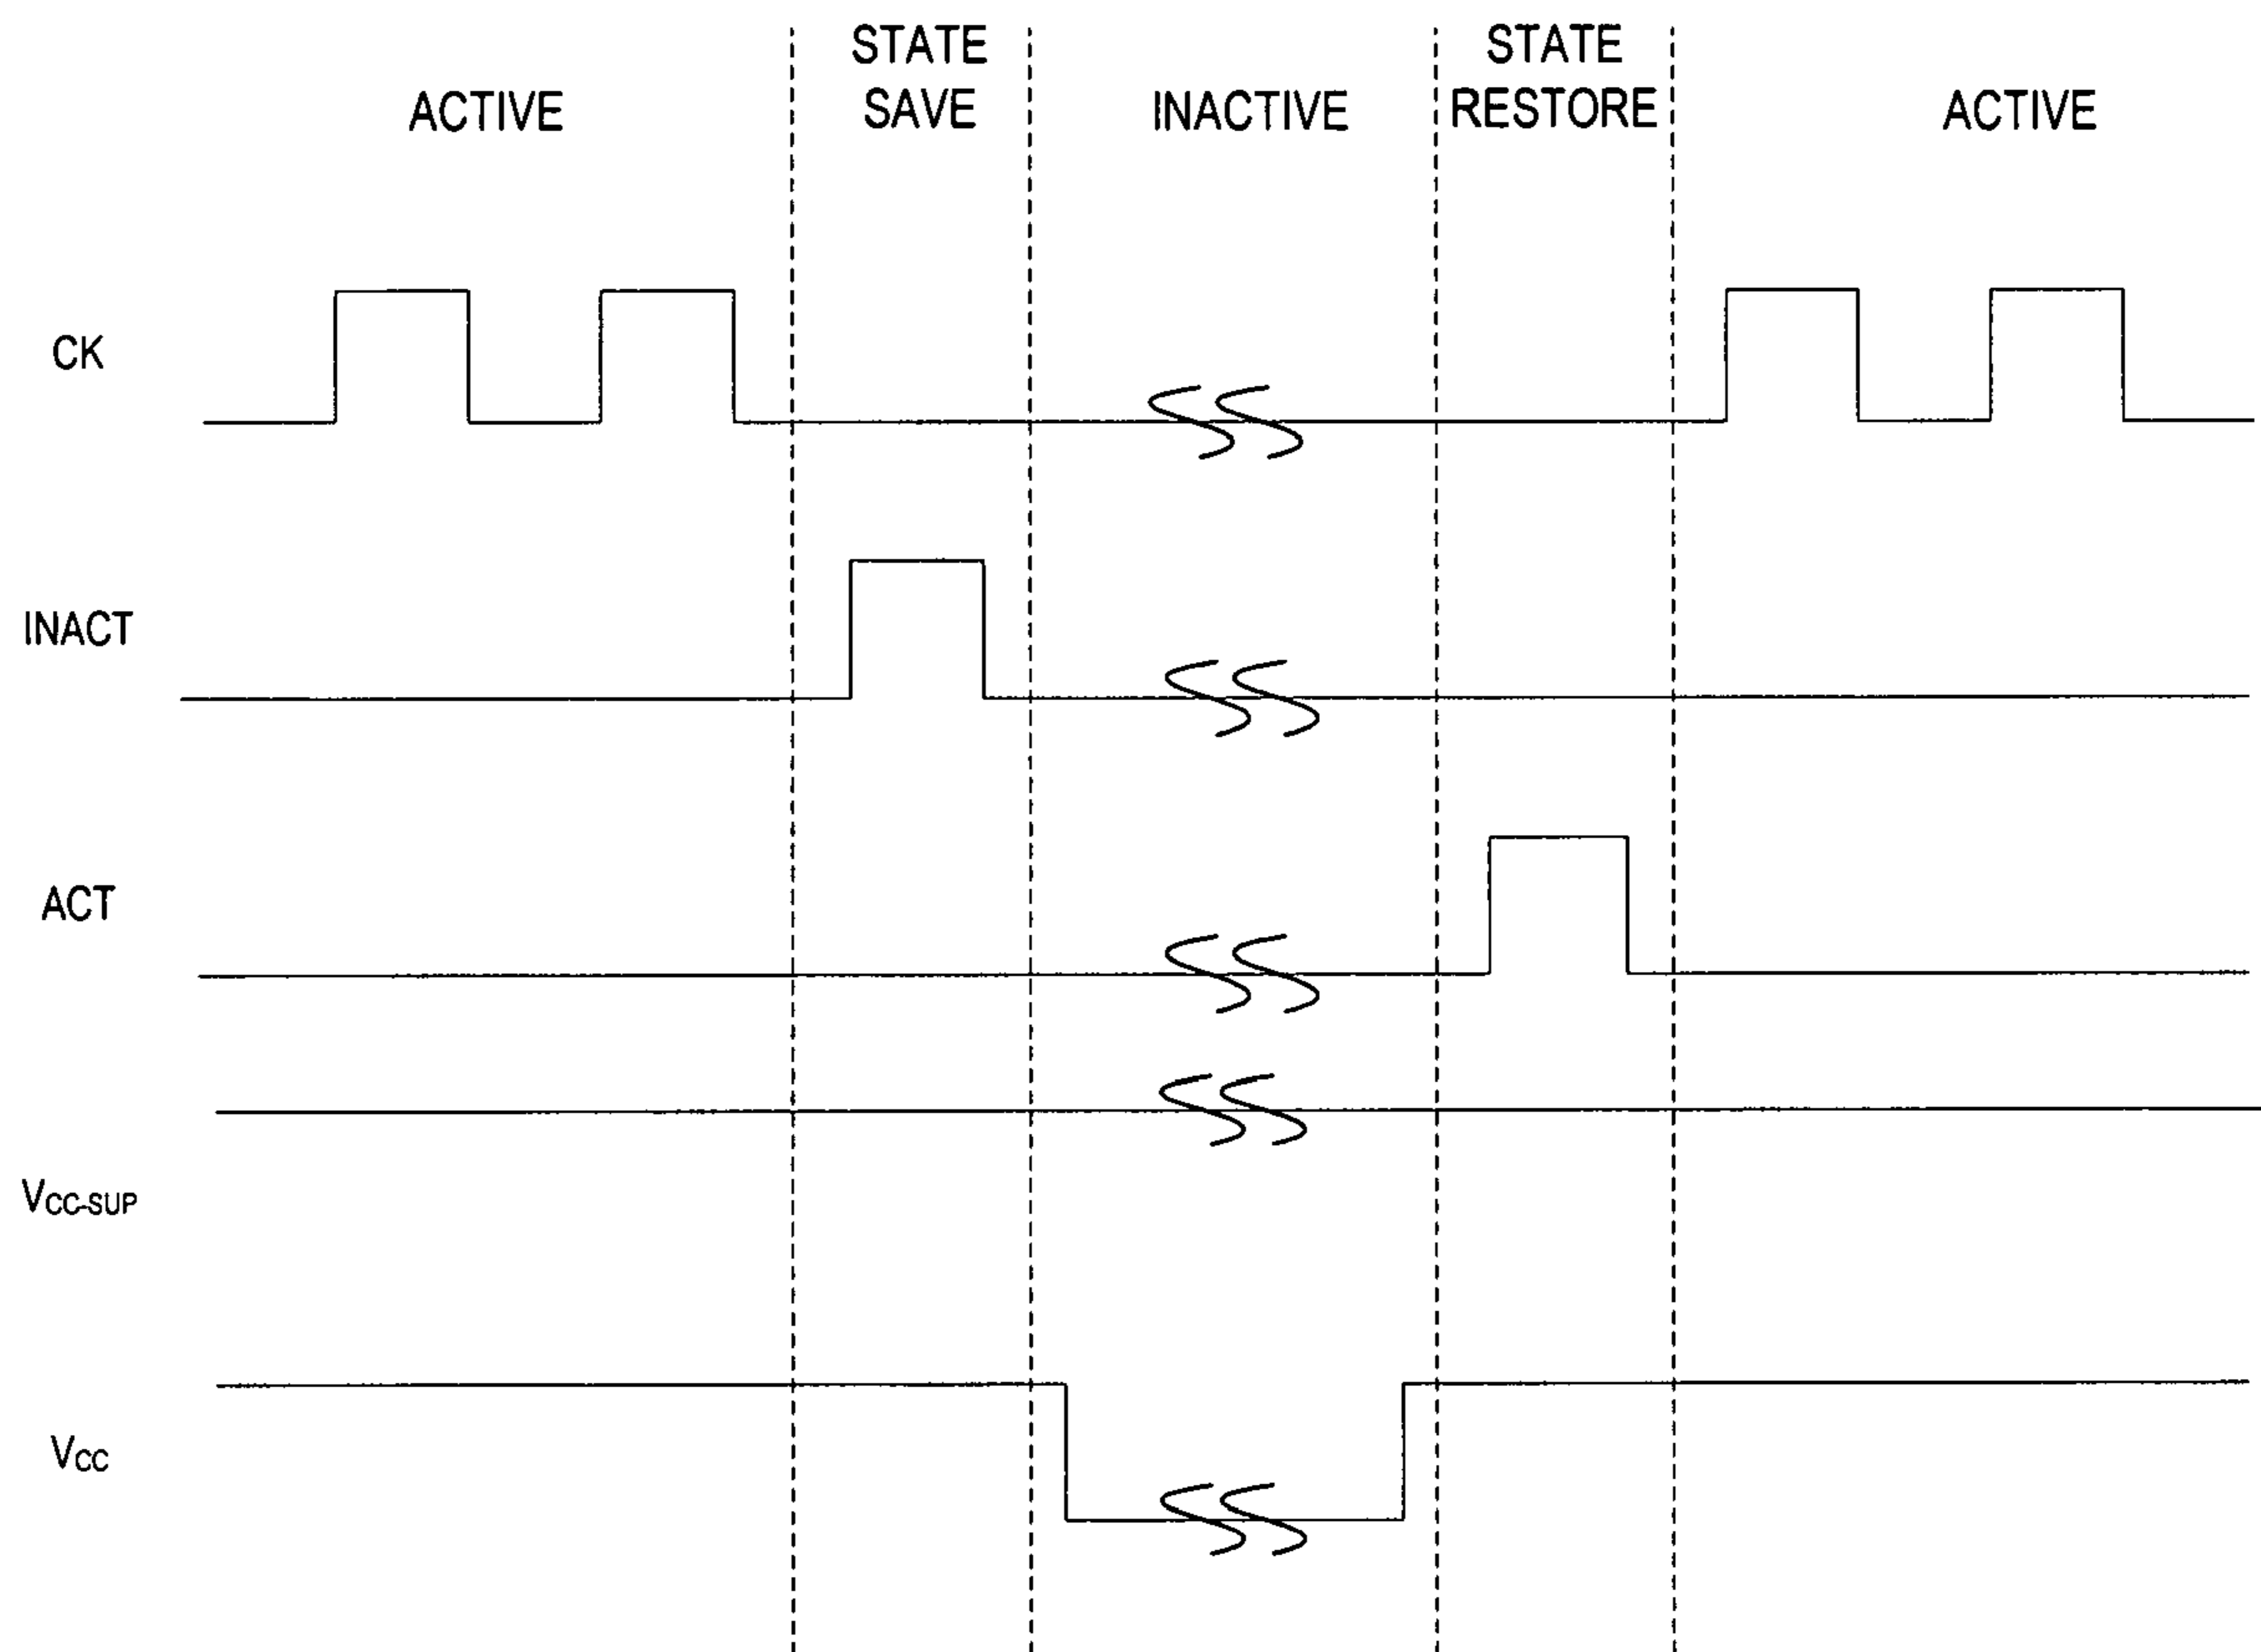 STATE
SAVE
STATE
RESTORE
ACTIVE
INACTIVE
ACTIVE
CK
INACT
ACT
VCC-SUP
VCC